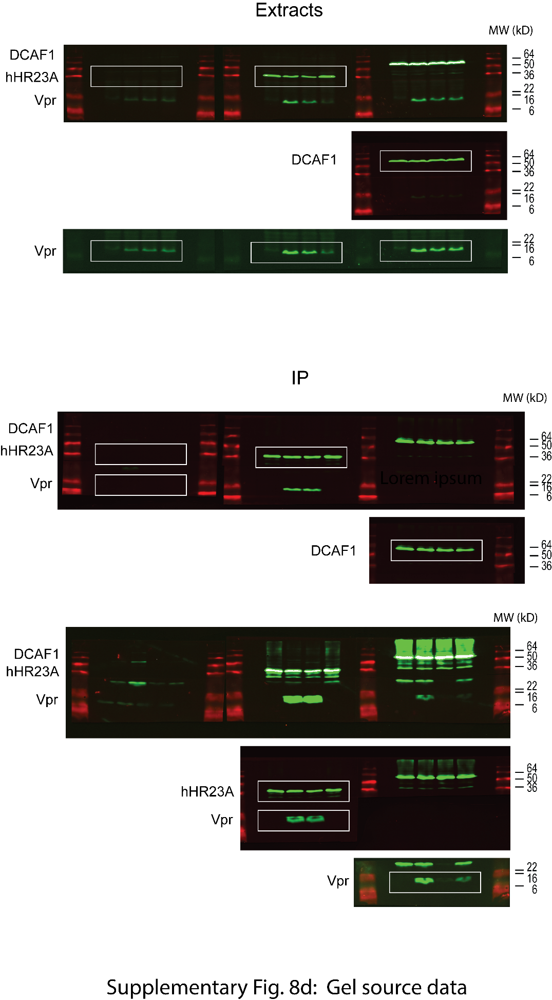 Extracts
MW (kD)
DCAF1
hHR23A
Vpr
64
50
36
22
16
6
DCAF1
64
50
36
22
16
6
Vpr
22
16
6
IP
MW (kD)
DCAF1
hHR23A
Vpr
Lorem ipsum
64
50
36
22
16
6
DCAF1
64
50
36
MW (kD)
DCAF1
hHR23A
Vpr
64
50
36
22
16
6
hHR23A
Vpr
64
50
36
Vpr
22
16
6
Supplementary Fig. 8d: Gel source data